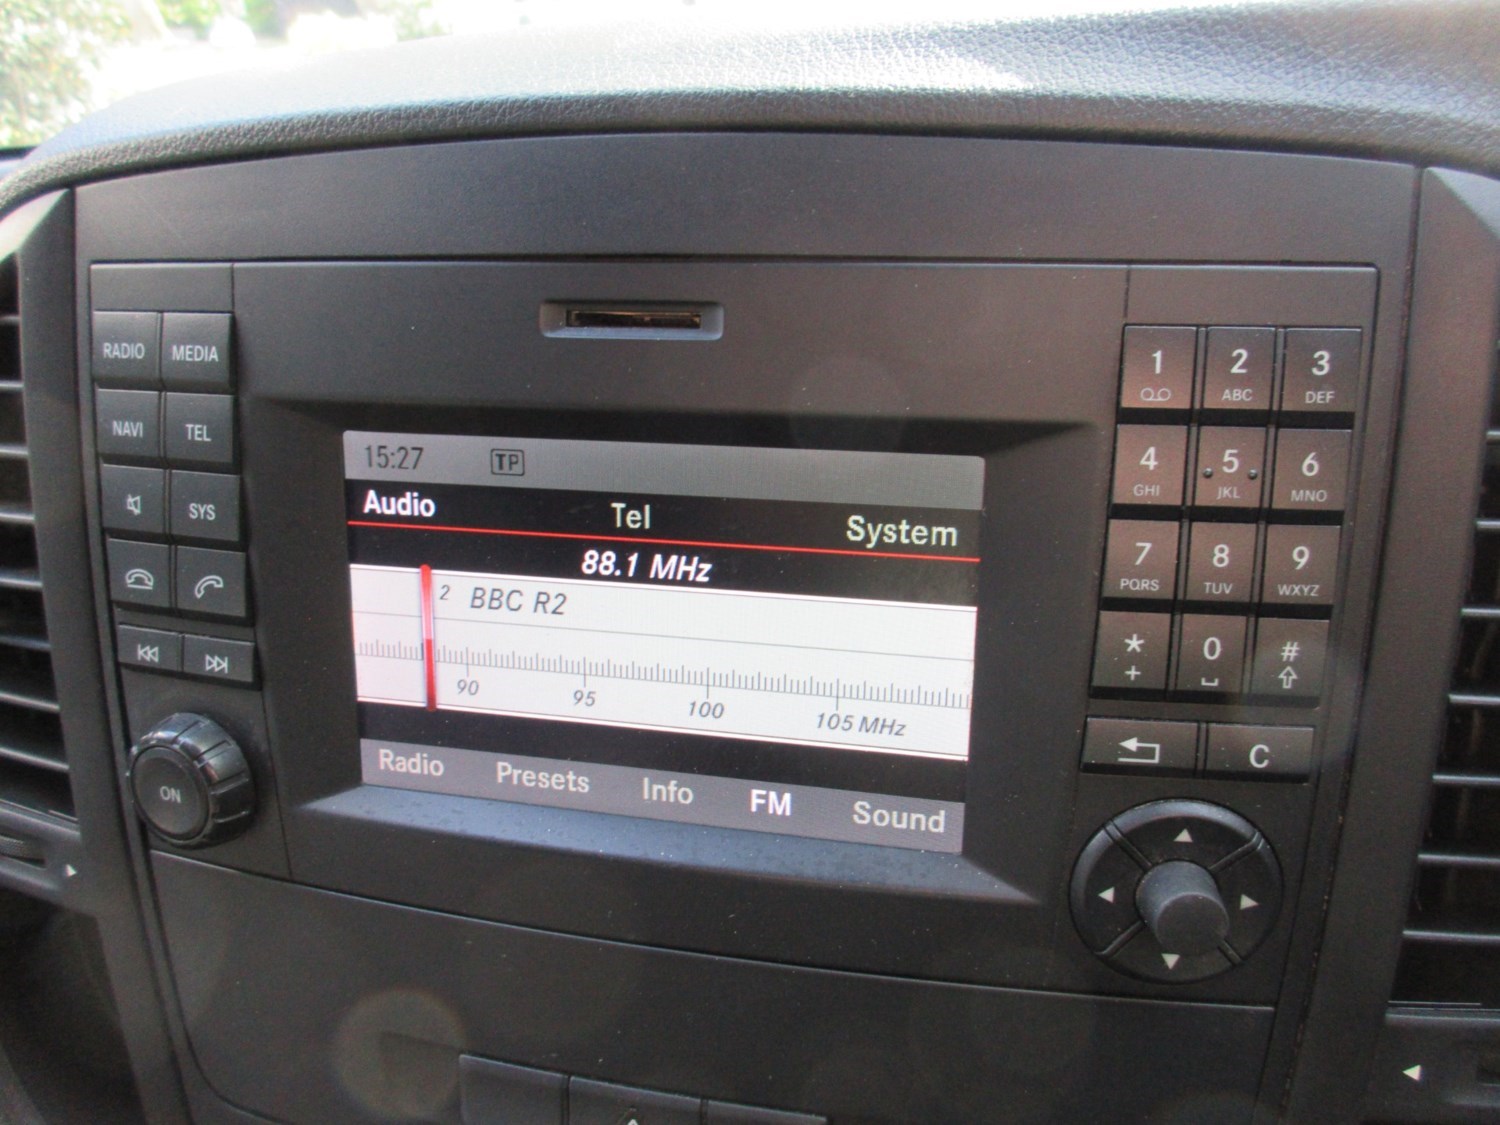 RADIO MEDIA
NAVI TEL
SYS
ON
15:27 TP
Audio Tel System
88.1 MHz
2 BBC R2
90 95 100 105 MHz
Radio Presets Info FM Sound
1 2 ABC 3 DEF
4 GHI 5 JKL 6 MNO
7 PQRS 8 TUV 9 WXYZ
* + 0 #
C